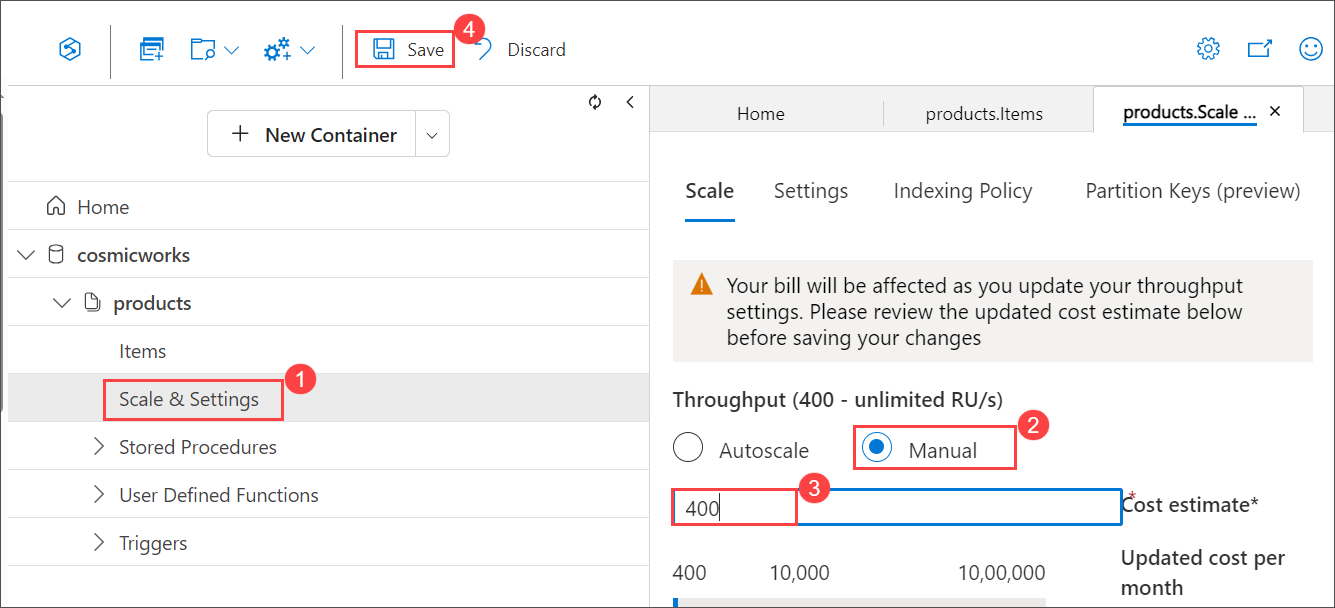 Save
4
Discard
New Container
Home
cosmicworks
products
Items
Scale & Settings
1
Stored Procedures
User Defined Functions
Triggers
Home
products.Items
products.Scale ...
Scale
Settings
Indexing Policy
Partition Keys (preview)
Your bill will be affected as you update your throughput
settings. Please review the updated cost estimate below
before saving your changes
Throughput (400 - unlimited RU/s)
Autoscale
Manual
2
400
3
*
Cost estimate*
400
10,000
10,00,000
Updated cost per
month